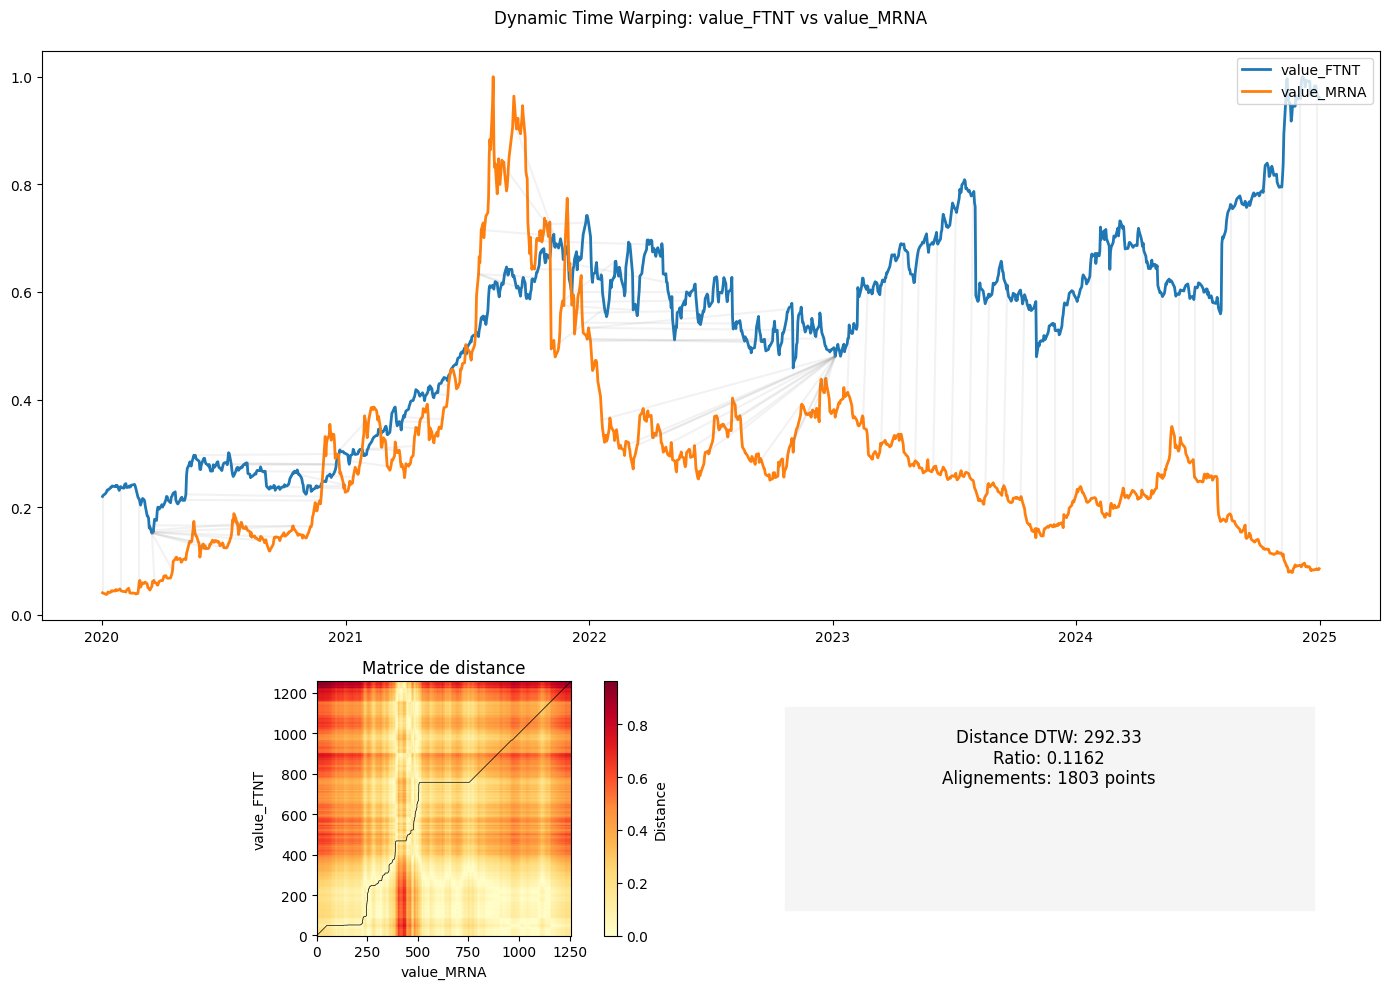 Dynamic Time Warping: value_FTNT vs value_MRNA
value_FTNT
value_MRNA
1.0
0.8
0.6
0.4
0.2
0.0
2020 2021 2022 2023 2024 2025
Matrice de distance
value_FTNT
1200
1000
800
600
400
200
0
0 250 500 750 1000 1250
value_MRNA
0.8
0.6
0.4
0.2
0.0
Distance
Distance DTW: 292.33
Ratio: 0.1162
Alignements: 1803 points